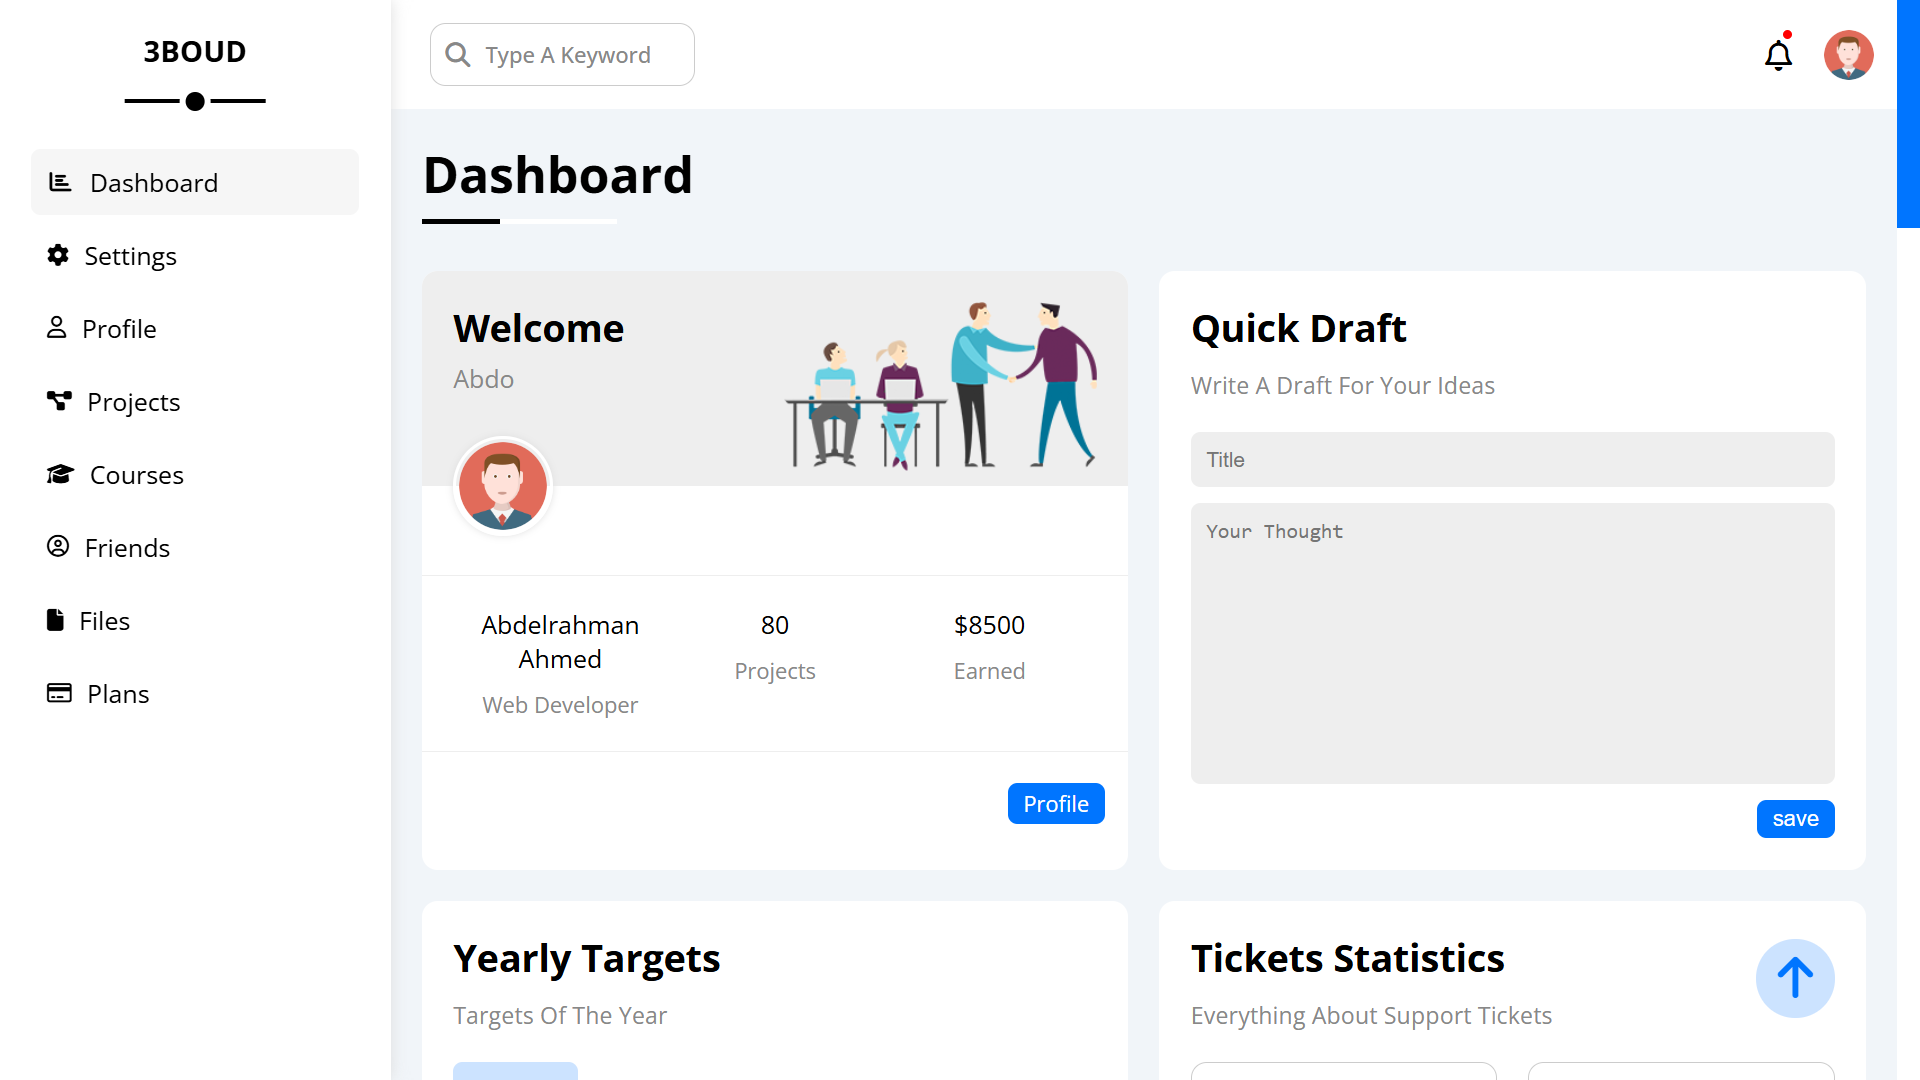 3BOUD
Dashboard
Settings
Profile
Projects
Courses
Friends
Files
Plans
Type A Keyword
Dashboard
Welcome
Abdo
Abdelrahman
Ahmed
Web Developer
80
Projects
$8500
Earned
Profile
Quick Draft
Write A Draft For Your Ideas
Title
Your Thought
save
Yearly Targets
Targets Of The Year
Tickets Statistics
Everything About Support Tickets